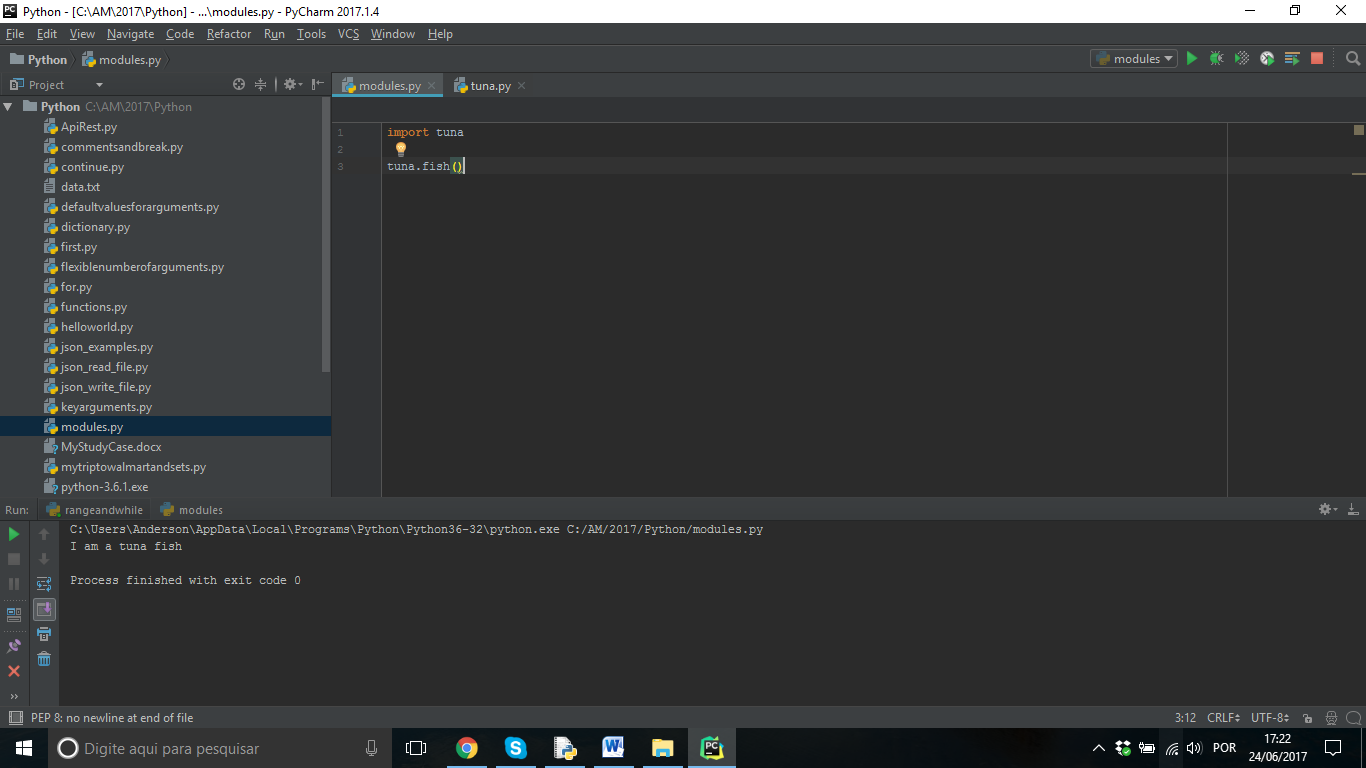 Python - [C:\AM\2017\Python] - ...\modules.py - PyCharm 2017.1.4
File Edit View Navigate Code Refactor Run Tools VCS Window Help
Python modules.py modules
Project
modules.py tuna.py
Python C:\AM\2017\Python
ApiRest.py
commentsandbreak.py
continue.py
data.txt
defaultvaluesforarguments.py
dictionary.py
first.py
flexiblenumberofarguments.py
for.py
functions.py
helloworld.py
json_examples.py
json_read_file.py
json_write_file.py
keyarguments.py
modules.py
MyStudyCase.docx
mytriptowalmartandsets.py
python-3.6.1.exe
1 import tuna
2
3 tuna.fish()
Run: rangeandwhile modules
C:\Users\Anderson\AppData\Local\Programs\Python\Python36-32\python.exe C:/AM/2017/Python/modules.py
I am a tuna fish
Process finished with exit code 0
PEP 8: no newline at end of file 3:12 CRLF UTF-8
Digite aqui para pesquisar
POR
17:22
24/06/2017